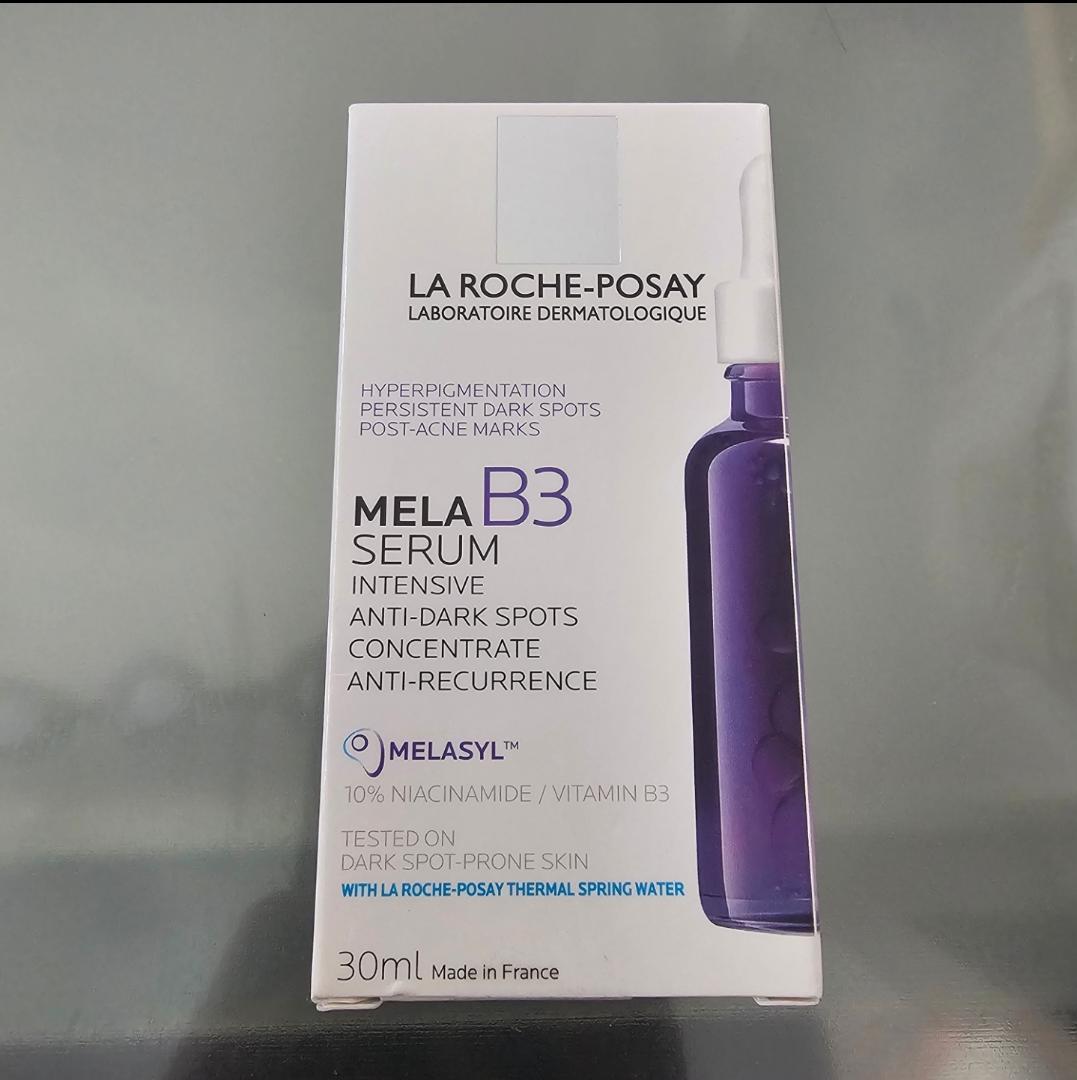 LA ROCHE-POSAY
LABORATOIRE DERMATOLOGIQUE
HYPERPIGMENTATION
PERSISTENT DARK SPOTS
POST-ACNE MARKS
MELA B3
SERUM
INTENSIVE
ANTI-DARK SPOTS
CONCENTRATE
ANTI-RECURRENCE
MELASYL™
10% NIACINAMIDE / VITAMIN B3
TESTED ON
DARK SPOT-PRONE SKIN
WITH LA ROCHE-POSAY THERMAL SPRING WATER
30ml Made in France